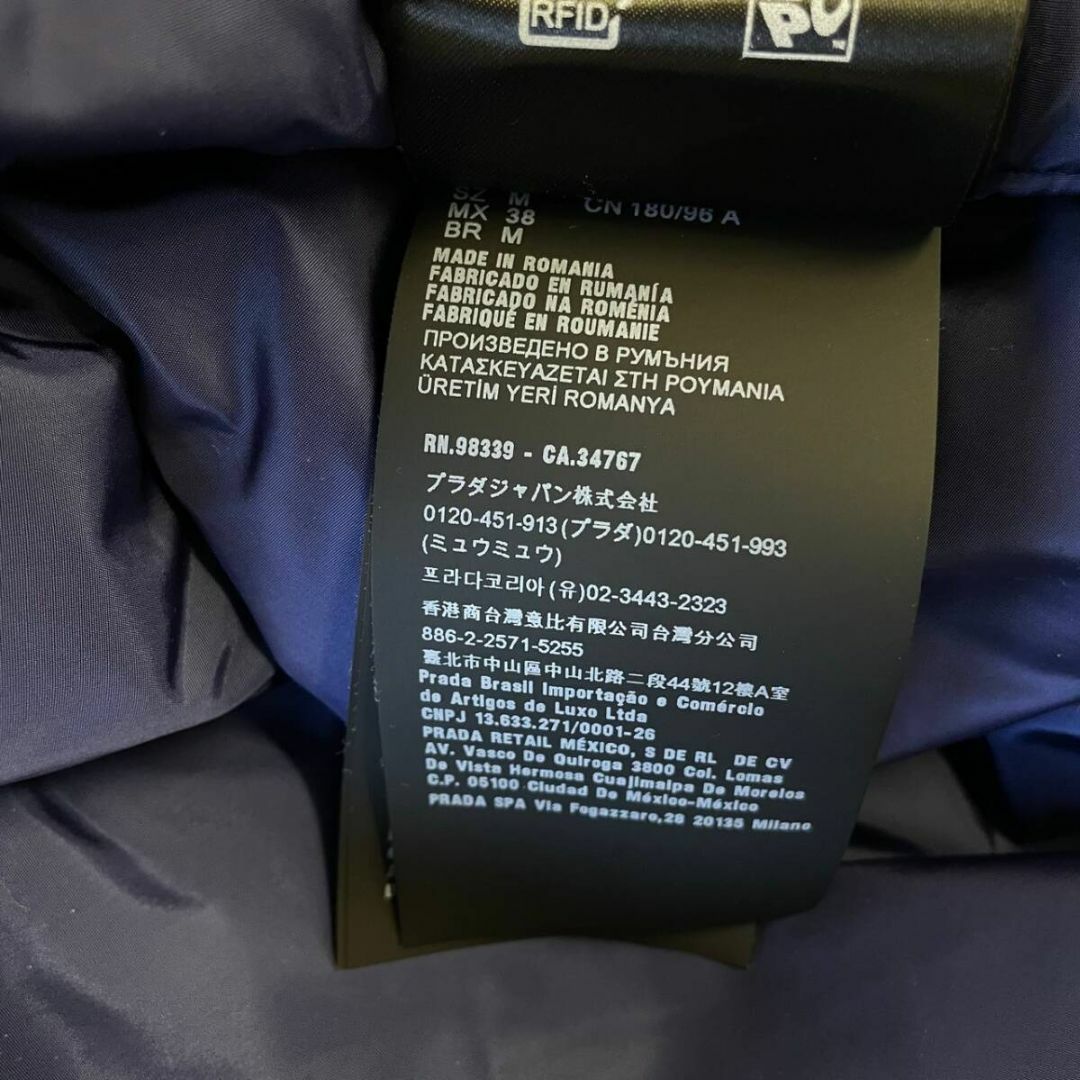 RFID
SZ M CN 180/96 A
MX 38
BR M
MADE IN ROMANIA
FABRICADO EN RUMANÍA
FABRICADO NA ROMÉNIA
FABRIQUÉ EN ROUMANIE
ПРОИЗВЕДЕНО В РУМЪНИЯ
ΚΑΤΑΣΚΕΥΑΖΕΤΑΙ ΣΤΗ ΡΟΥΜΑΝΙΑ
ÜRETİM YERİ ROMANYA
RN.98339 - CA.34767
プラダジャパン株式会社
0120-451-913(プラダ)0120-451-993
(ミュウミュウ)
프라다코리아(유)02-3443-2323
香港商台灣意比有限公司台灣分公司
886-2-2571-5255
臺北市中山區中山北路二段44號12樓A室
Prada Brasil Importação e Comércio
de Artigos de Luxo Ltda
CNPJ 13.633.271/0001-26
PRADA RETAIL MÉXICO, S DE RL DE CV
AV. Vasco De Quiroga 3800 Col. Lomas
De Vista Hermosa Cuajimalpa De Morelos
C.P. 05100 Ciudad De México-México
PRADA SPA Via Fogazzaro,28 20135 Milano